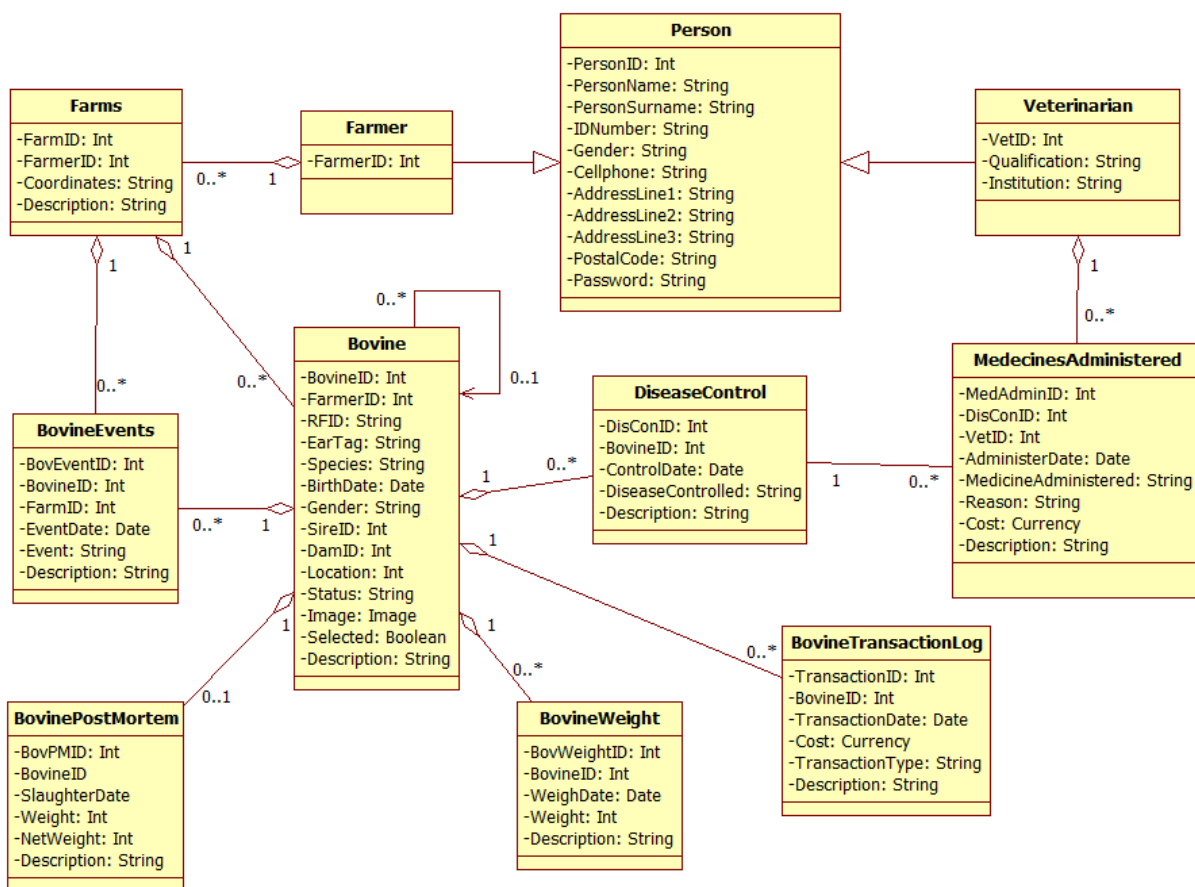 Person
-PersonID: Int
-PersonName: String
-PersonSurname: String
-IDNumber: String
-Gender: String
-Cellphone: String
-AddressLine1: String
-AddressLine2: String
-AddressLine3: String
-PostalCode: String
-Password: String
Farms
-FarmID: Int
-FarmerID: Int
-Coordinates: String
-Description: String
0..*
1
Farmer
-FarmerID: Int
Veterinarian
-VetID: Int
-Qualification: String
-Institution: String
1
1
1
0..*
0..*
0..*
0..1
0..*
Bovine
-BovineID: Int
-FarmerID: Int
-RFID: String
-EarTag: String
-Species: String
-BirthDate: Date
-Gender: String
-SireID: Int
-DamID: Int
-Location: Int
-Status: String
-Image: Image
-Selected: Boolean
-Description: String
MedecinesAdministered
-MedAdminID: Int
-DisConID: Int
-VetID: Int
-AdministerDate: Date
-MedicineAdministered: String
-Reason: String
-Cost: Currency
-Description: String
DiseaseControl
-DisConID: Int
-BovineID: Int
-ControlDate: Date
-DiseaseControlled: String
-Description: String
1
0..*
0..*
BovineEvents
-BovEventID: Int
-BovineID: Int
-FarmID: Int
-EventDate: Date
-Event: String
-Description: String
0..*
1
1
0..*
1
0..*
1
0..1
1
0..*
BovineTransactionLog
-TransactionID: Int
-BovineID: Int
-TransactionDate: Date
-Cost: Currency
-TransactionType: String
-Description: String
BovinePostMortem
-BovPMID: Int
-BovineID
-SlaughterDate
-Weight: Int
-NetWeight: Int
-Description: String
BovineWeight
-BovWeightID: Int
-BovineID: Int
-WeighDate: Date
-Weight: Int
-Description: String